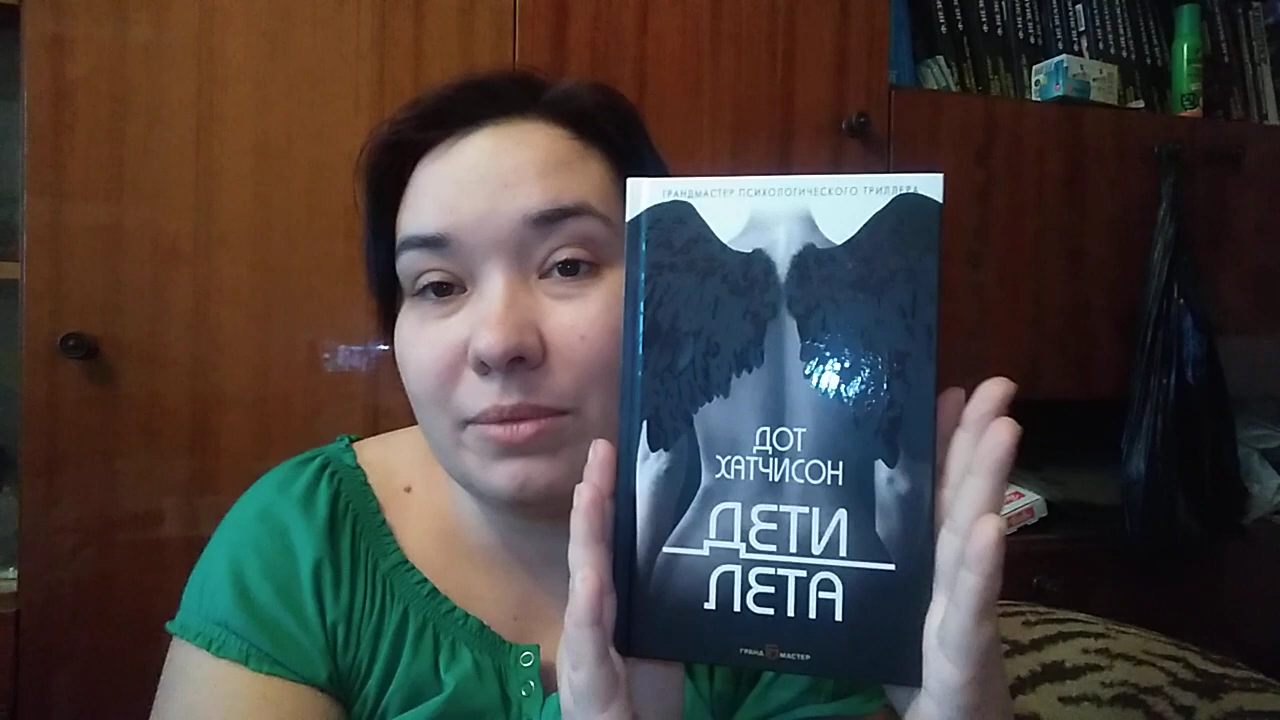 ГРАНДМАСТЕР ПСИХОЛОГИЧЕСКОГО ТРИЛЛЕРА
ДОТ
ХАТЧИСОН
ДЕТИ
ЛЕТА
ГРАНД МАСТЕР